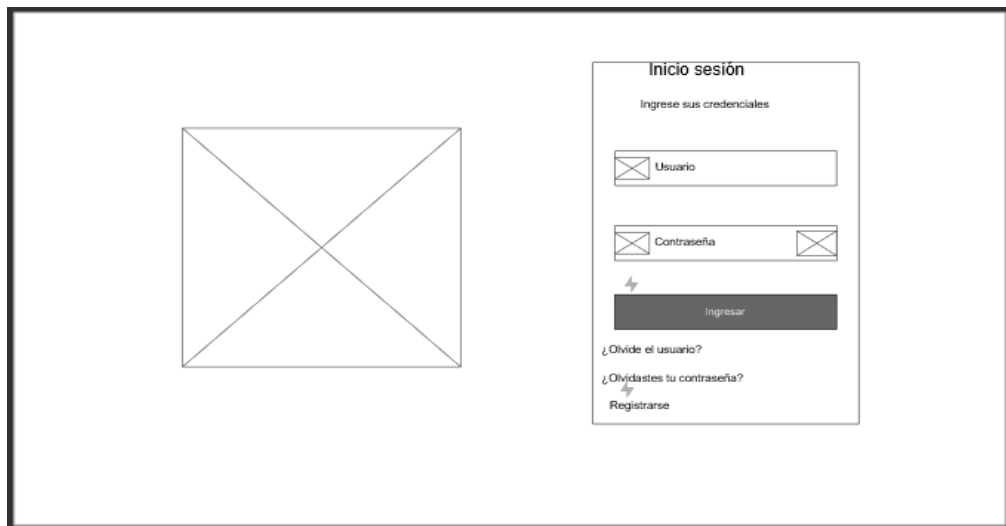 Inicio sesión
Ingrese sus credenciales
Usuario
Contraseña
Ingresar
¿Olvide el usuario?
¿Olvidastes tu contraseña?
Registrarse